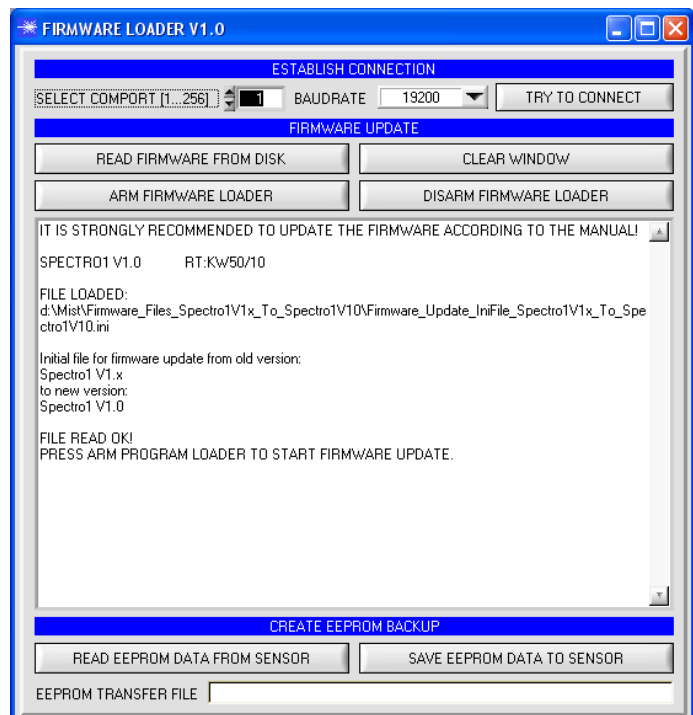 FIRMWARE LOADER V1.0
ESTABLISH CONNECTION
SELECT COMPORT [1...256] 1 BAUDRATE 19200 TRY TO CONNECT
FIRMWARE UPDATE
READ FIRMWARE FROM DISK CLEAR WINDOW
ARM FIRMWARE LOADER DISARM FIRMWARE LOADER
IT IS STRONGLY RECOMMENDED TO UPDATE THE FIRMWARE ACCORDING TO THE MANUAL!
SPECTRO1 V1.0 RT:KW50/10
FILE LOADED:
d:\Mist\Firmware_Files_Spectro1V1x_To_Spectro1V10\Firmware_Update_IniFile_Spectro1V1x_To_Spe
ctro1V10.ini
Initial file for firmware update from old version:
Spectro1 V1.x
to new version:
Spectro1 V1.0
FILE READ OK!
PRESS ARM PROGRAM LOADER TO START FIRMWARE UPDATE.
CREATE EEPROM BACKUP
READ EEPROM DATA FROM SENSOR SAVE EEPROM DATA TO SENSOR
EEPROM TRANSFER FILE